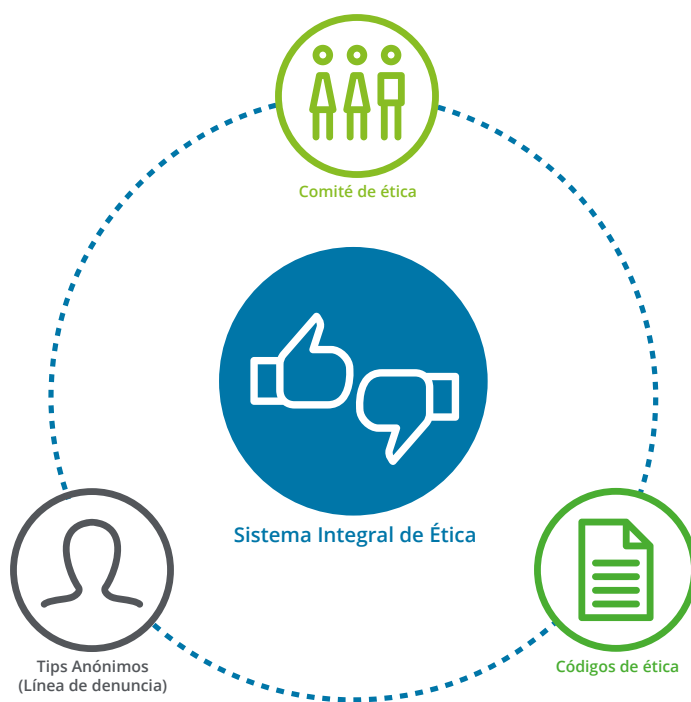 Comité de ética
Sistema Integral de Ética
Tips Anónimos
(Línea de denuncia)
Códigos de ética